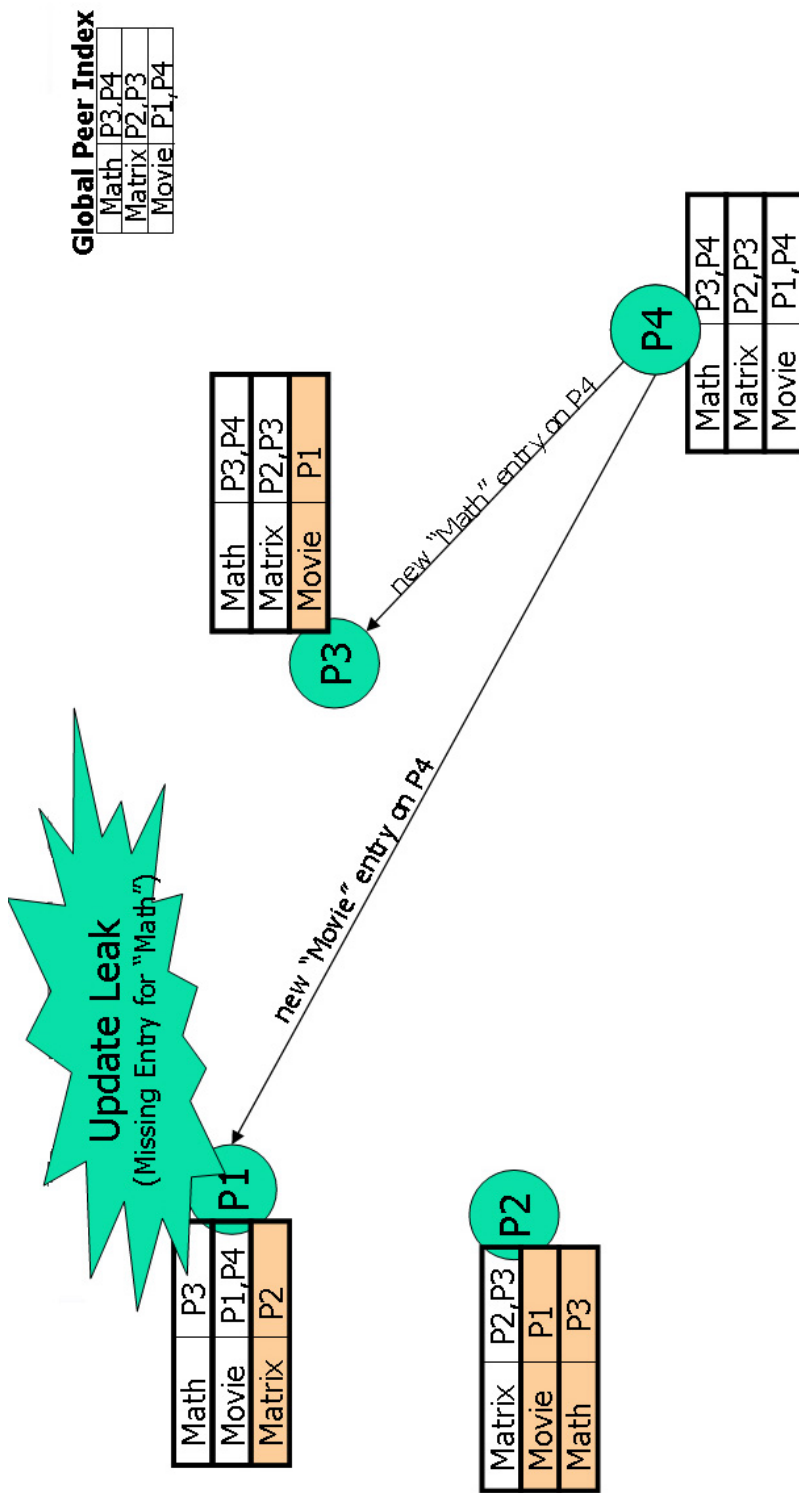 Global Peer Index
Math P3,P4
Matrix P2,P3
Movie P1,P4
Update Leak
(Missing Entry for “Math”)
P1
Math P3
Movie P1,P4
Matrix P2
P3
Math P3,P4
Matrix P2,P3
Movie P1
new “Movie” entry on P4
new “Math” entry on P4
P2
Matrix P2,P3
Movie P1
Math P3
P4
Math P3,P4
Matrix P2,P3
Movie P1,P4